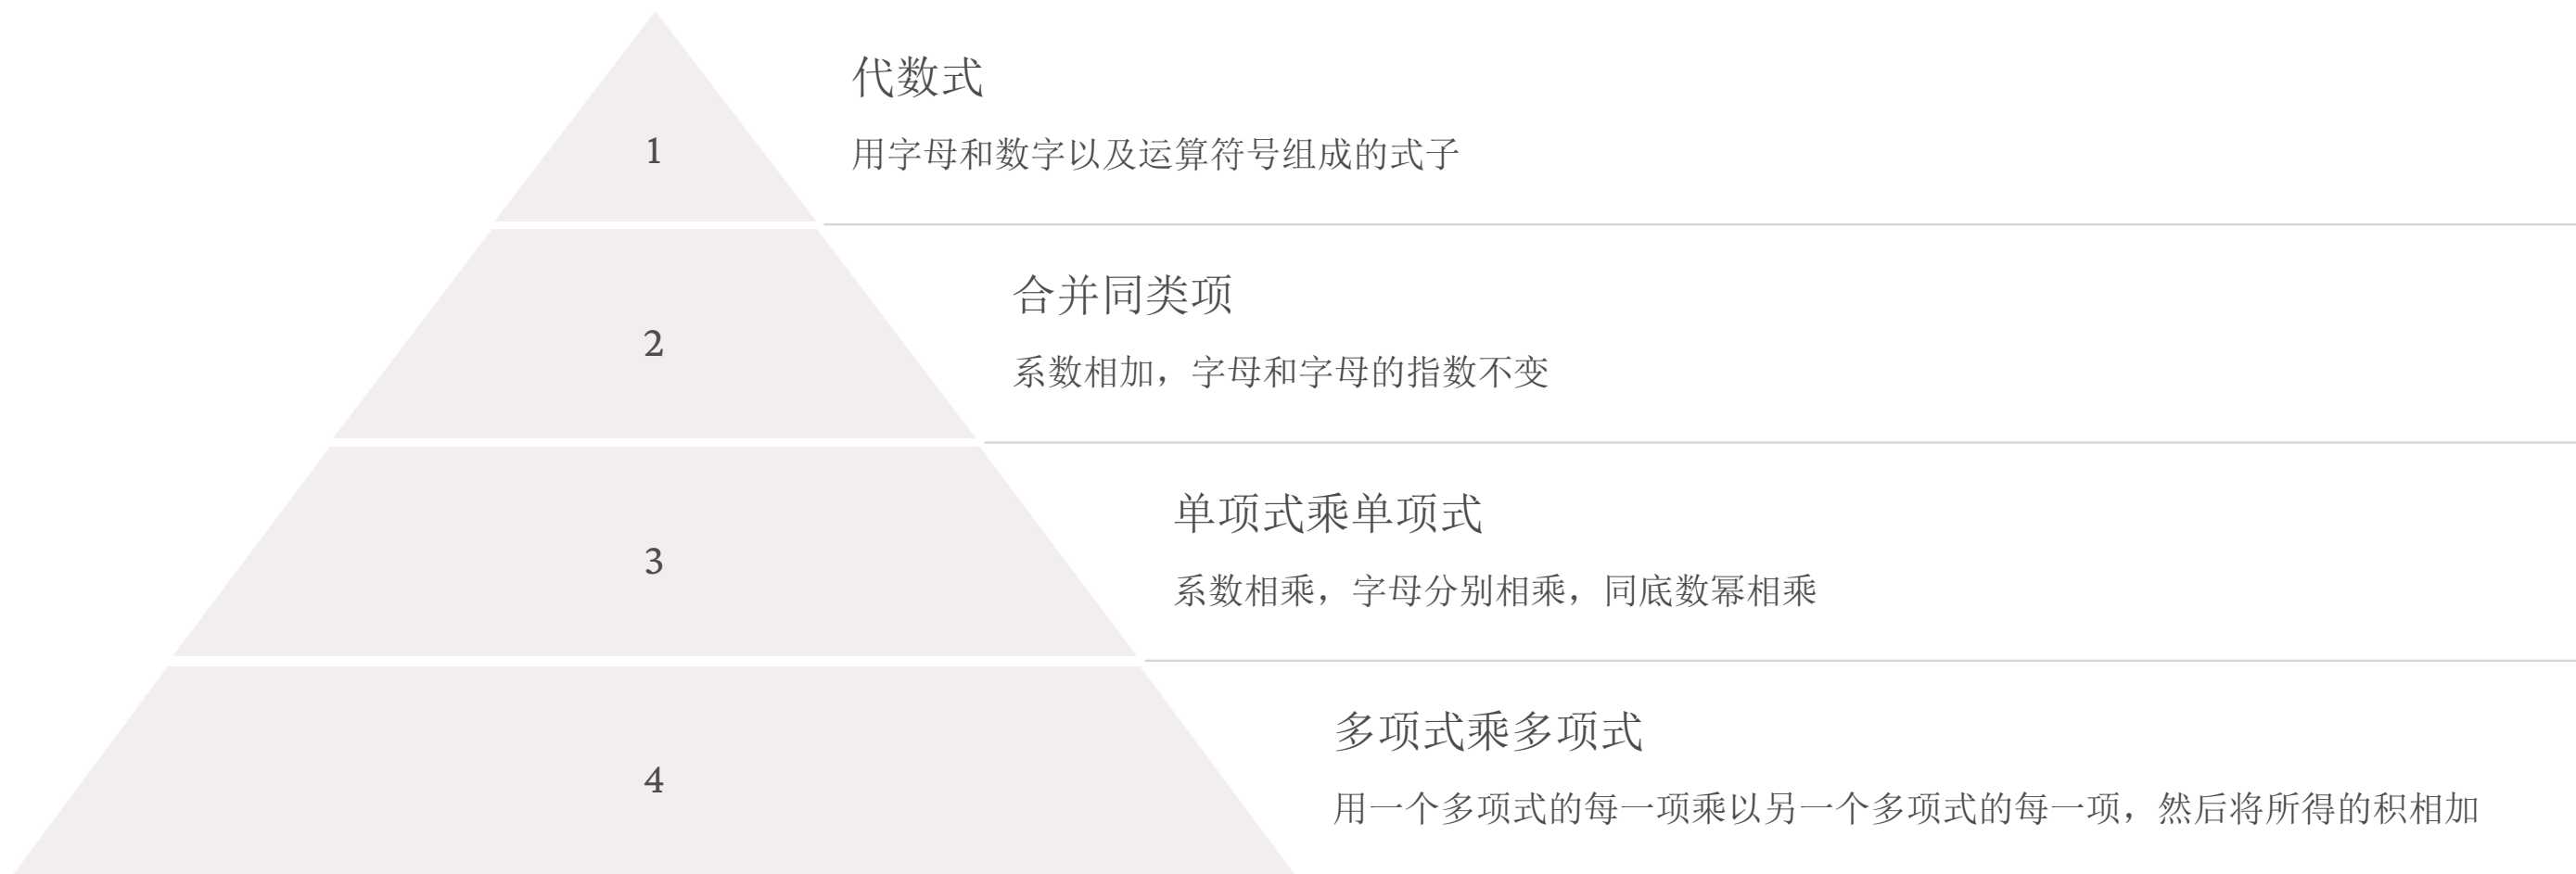 代数式
1
用字母和数字以及运算符号组成的式子
合并同类项
2
系数相加，字母和字母的指数不变
单项式乘单项式
3
系数相乘，字母分别相乘，同底数幂相乘
多项式乘多项式
4
用一个多项式的每一项乘以另一个多项式的每一项，然后将所得的积相加